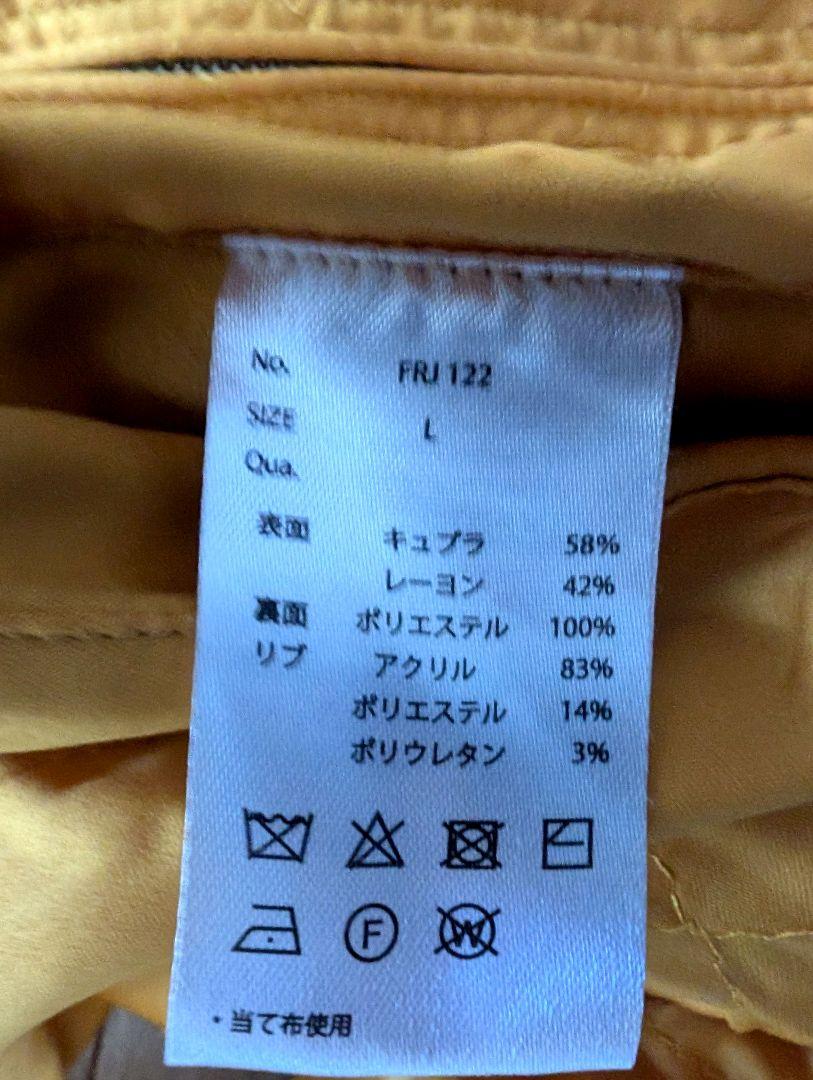 No. FRJ 122
SIZE L
Qua.
表面 キュプラ 58%
レーヨン 42%
裏面 ポリエステル 100%
リブ アクリル 83%
ポリエステル 14%
ポリウレタン 3%
F W
・当て布使用